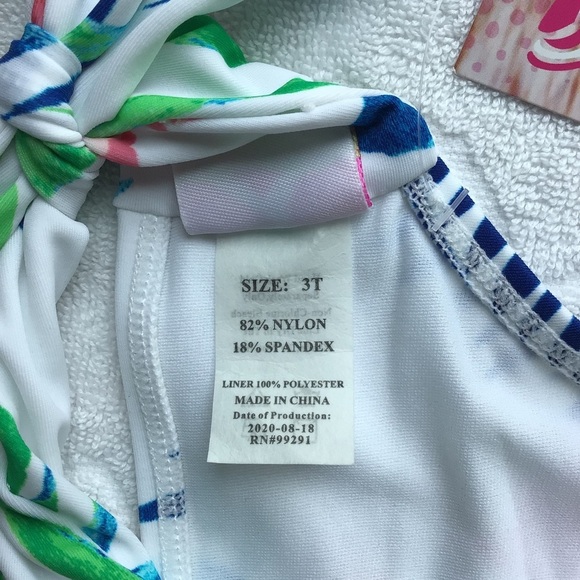 SIZE: 3T
82% NYLON
18% SPANDEX
LINER 100% POLYESTER
MADE IN CHINA
Date of Production:
2020-08-18
RN#99291